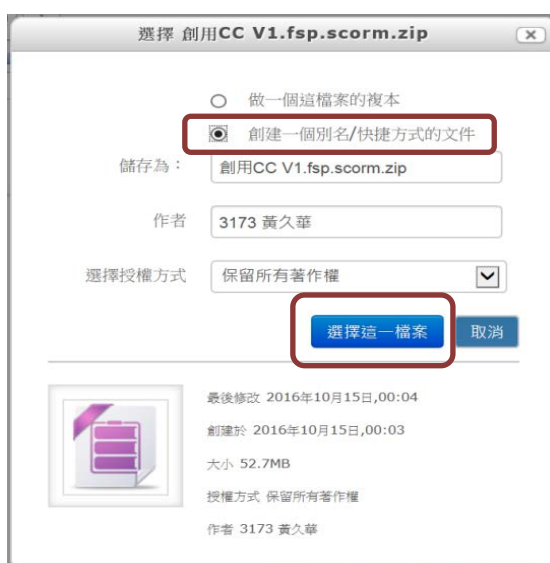 選擇 創用CC V1.fsp.scorm.zip
做一個這檔案的複本
創建一個別名/快捷方式的文件
儲存為： 創用CC V1.fsp.scorm.zip
作者 3173 黃久華
選擇授權方式 保留所有著作權
選擇這一檔案 取消
最後修改 2016年10月15日,00:04
創建於 2016年10月15日,00:03
大小 52.7MB
授權方式 保留所有著作權
作者 3173 黃久華